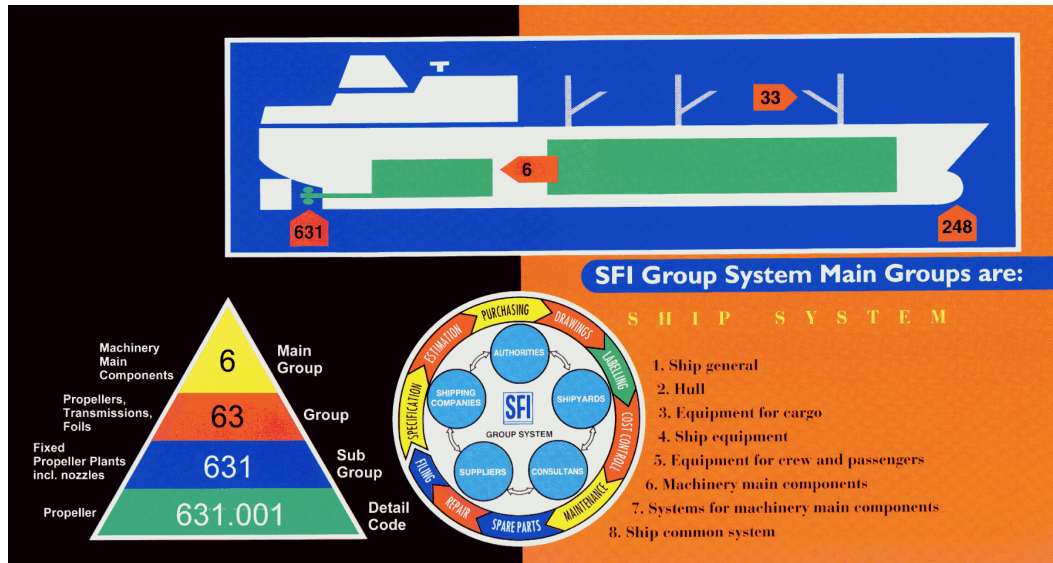 33
6
631
248
SFI Group System Main Groups are:
SHIP SYSTEM
1. Ship general
2. Hull
3. Equipment for cargo
4. Ship equipment
5. Equipment for crew and passengers
6. Machinery main components
7. Systems for machinery main components
8. Ship common system
Machinery
Main
Components
6
Main
Group
Propellers,
Transmissions,
Foils
63
Group
Fixed
Propeller Plants
incl. nozzles
631
Sub
Group
Propeller
631.001
Detail
Code
PURCHASING
DRAWINGS
LABELLING
COST CONTROLL
MAINTENANCE
SPARE PARTS
REPAIR
FILING
SPECIFICATION
ESTIMATION
AUTHORITIES
SHIPYARDS
CONSULTANS
SUPPLIERS
SHIPPING
COMPANIES
SFI
GROUP SYSTEM